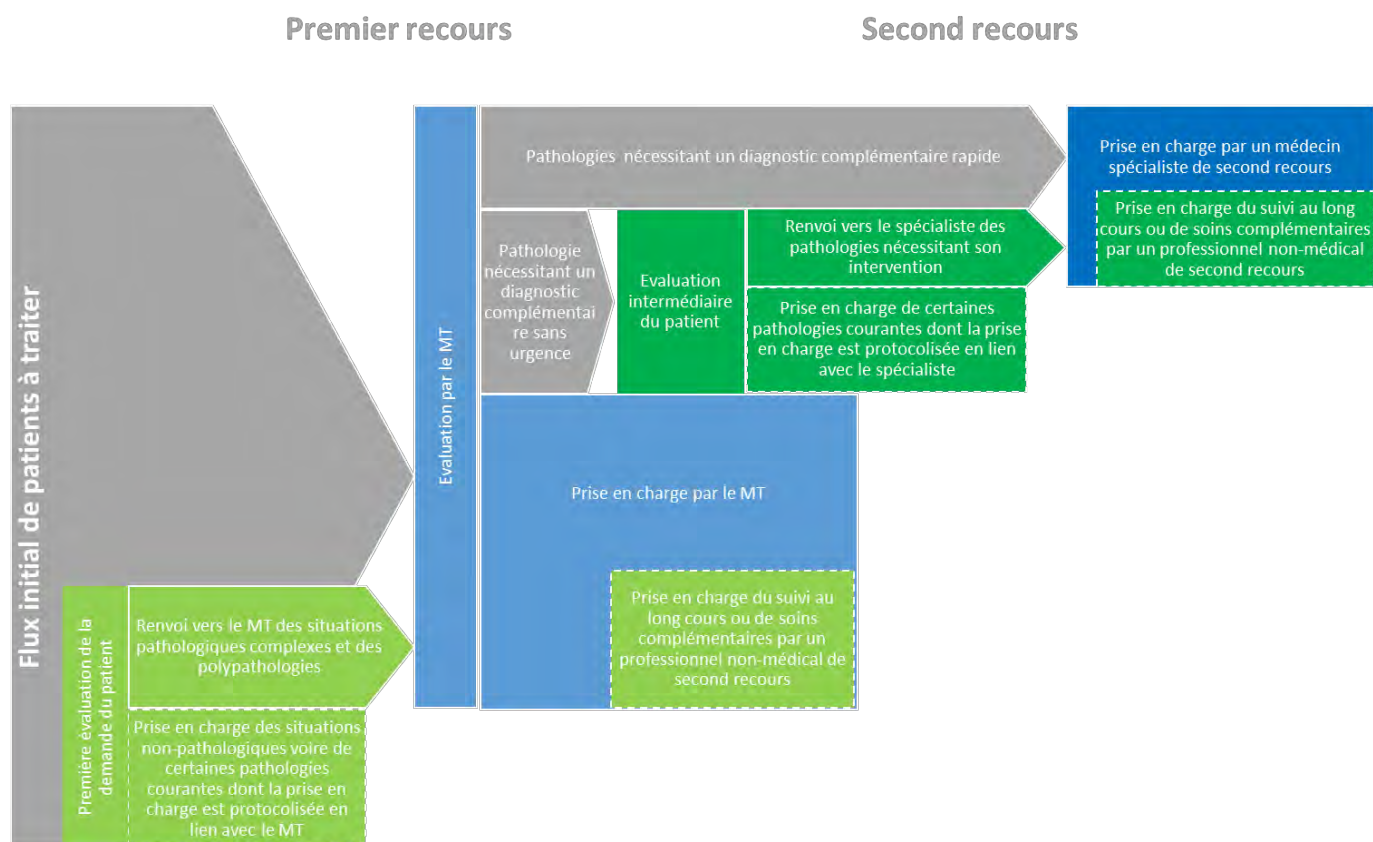 Premier recours
Second recours
Flux initial de patients à traiter
Première évaluation de la
demande du patient
Renvoi vers le MT des situations
pathologiques complexes et des
polypathologies
Prise en charge des situations
non-pathologiques voire de
certaines pathologies
courantes dont la prise en
charge est protocolisée en
lien avec le MT
Evaluation par le MT
Pathologies nécessitant un diagnostic complémentaire rapide
Pathologie
nécessitant un
diagnostic
complémentai
re sans
urgence
Evaluation
intermédiaire
du patient
Renvoi vers le spécialiste des
pathologies nécessitant son
intervention
Prise en charge de certaines
pathologies courantes dont la prise
en charge est protocolisée en lien
avec le spécialiste
Prise en charge par le MT
Prise en charge du suivi au
long cours ou de soins
complémentaires par un
professionnel non-médical de
second recours
Prise en charge par un médecin
spécialiste de second recours
Prise en charge du suivi au long
cours ou de soins complémentaires
par un professionnel non-médical
de second recours